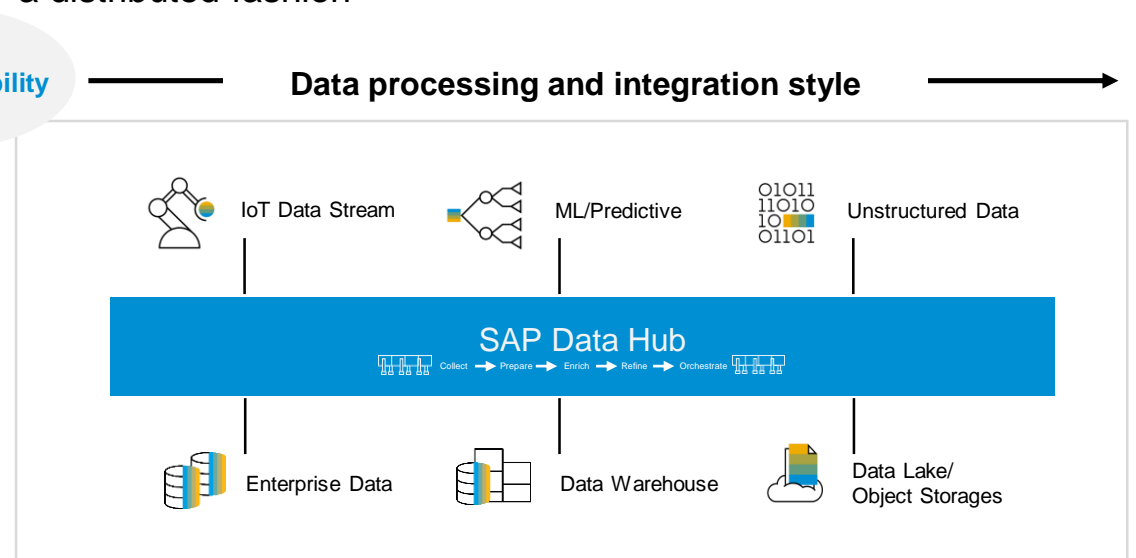 a distributed fashion
Data processing and integration style
IoT Data Stream
ML/Predictive
01011
11010
10
01101
Unstructured Data
SAP Data Hub
Collect Prepare Enrich Refine Orchestrate
Enterprise Data
Data Warehouse
Data Lake/
Object Storages